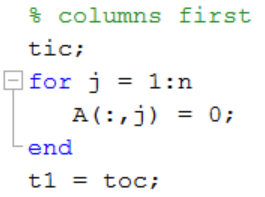 % columns first
tic;
for j = 1:n
    A(:,j) = 0;
end
t1 = toc;